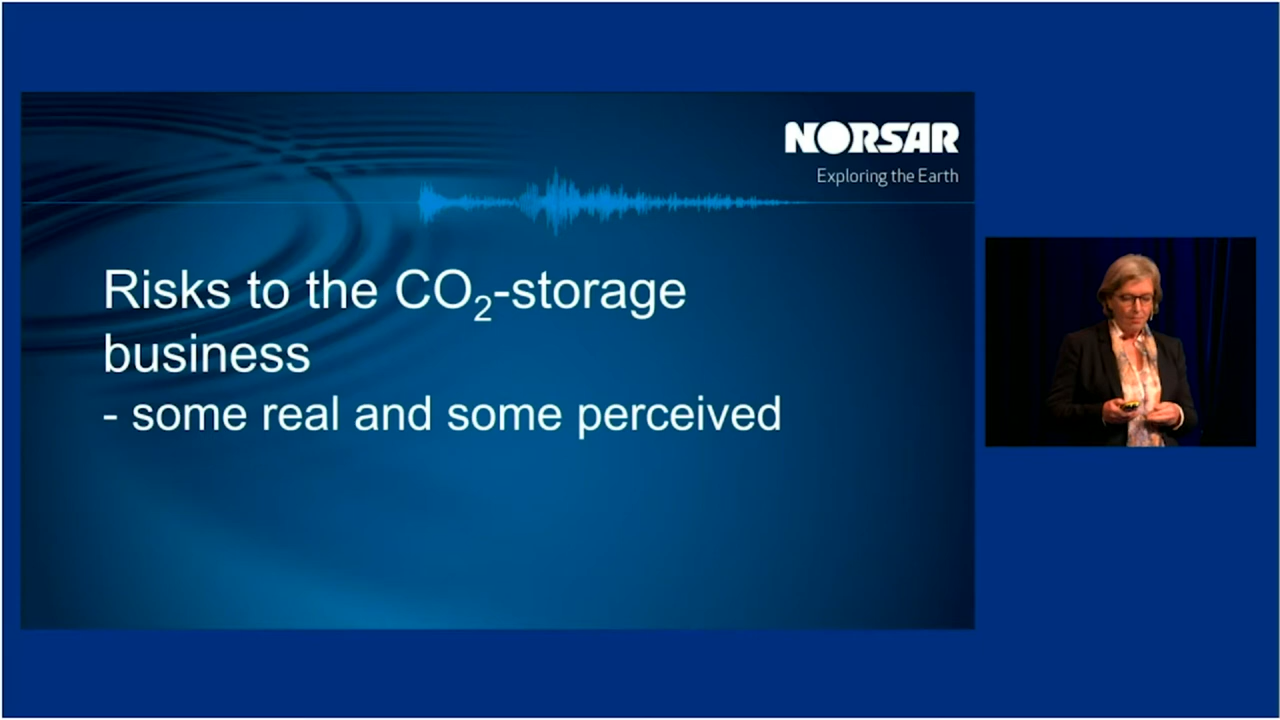 NORSAR
Exploring the Earth
Risks to the CO₂-storage
business
- some real and some perceived